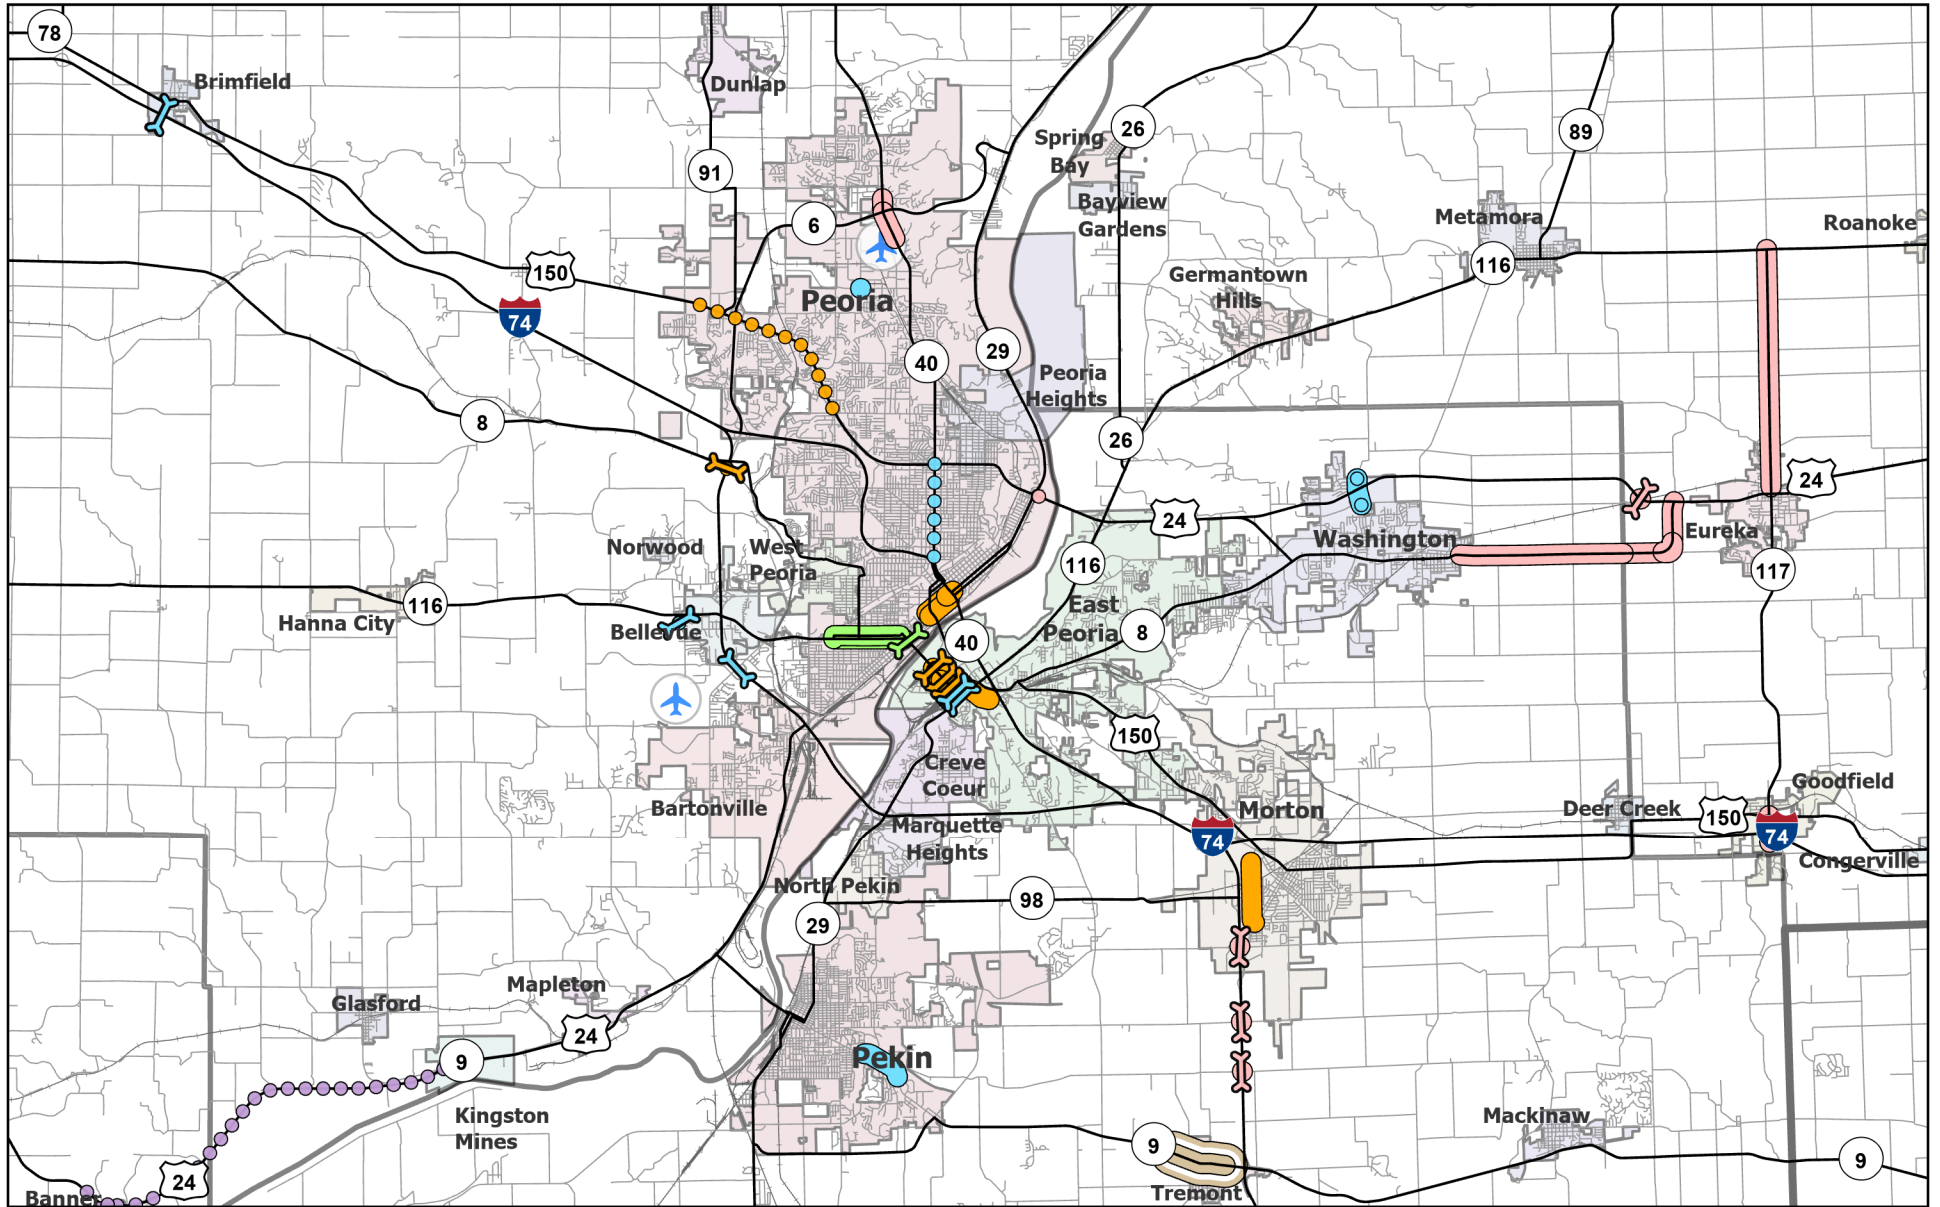 78
Brimfield
Dunlap
Spring
Bay
26
89
91
Bayview
Gardens
Metamora
Roanoke
6
150
116
Germantown
Hills
74
Peoria
29
40
Peoria
Heights
8
26
24
24
Washington
Eureka
Norwood
West
Peoria
116
117
116
Hanna City
Bellevue
East
Peoria
8
40
150
Creve
Coeur
Bartonville
Morton
Deer Creek
Goodfield
150
74
74
Marquette
Heights
Congerville
North Pekin
98
29
Mapleton
Glasford
24
9
Pekin
Kingston
Mines
Mackinaw
9
9
24
Banner
Tremont